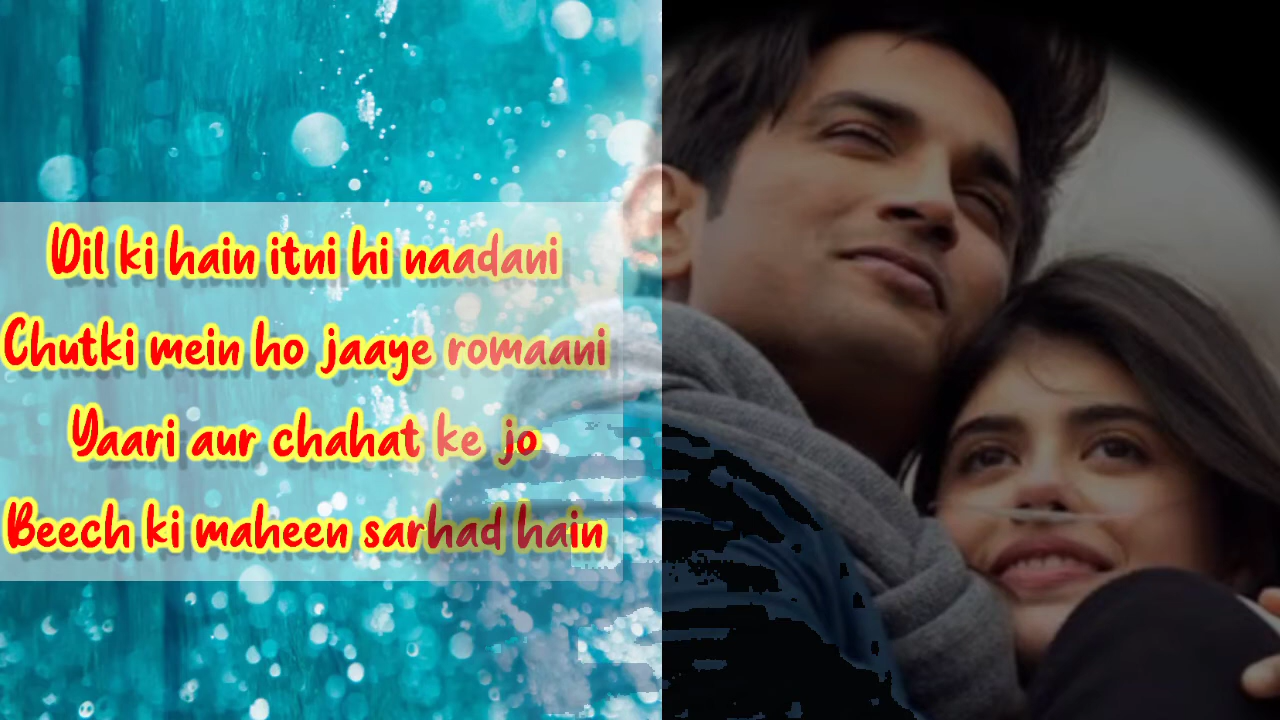 Dil ki hain itni hi naadani
Chutki mein ho jaaye romaani
Yaari aur chahat ke jo
Beech ki maheen sarhad hain